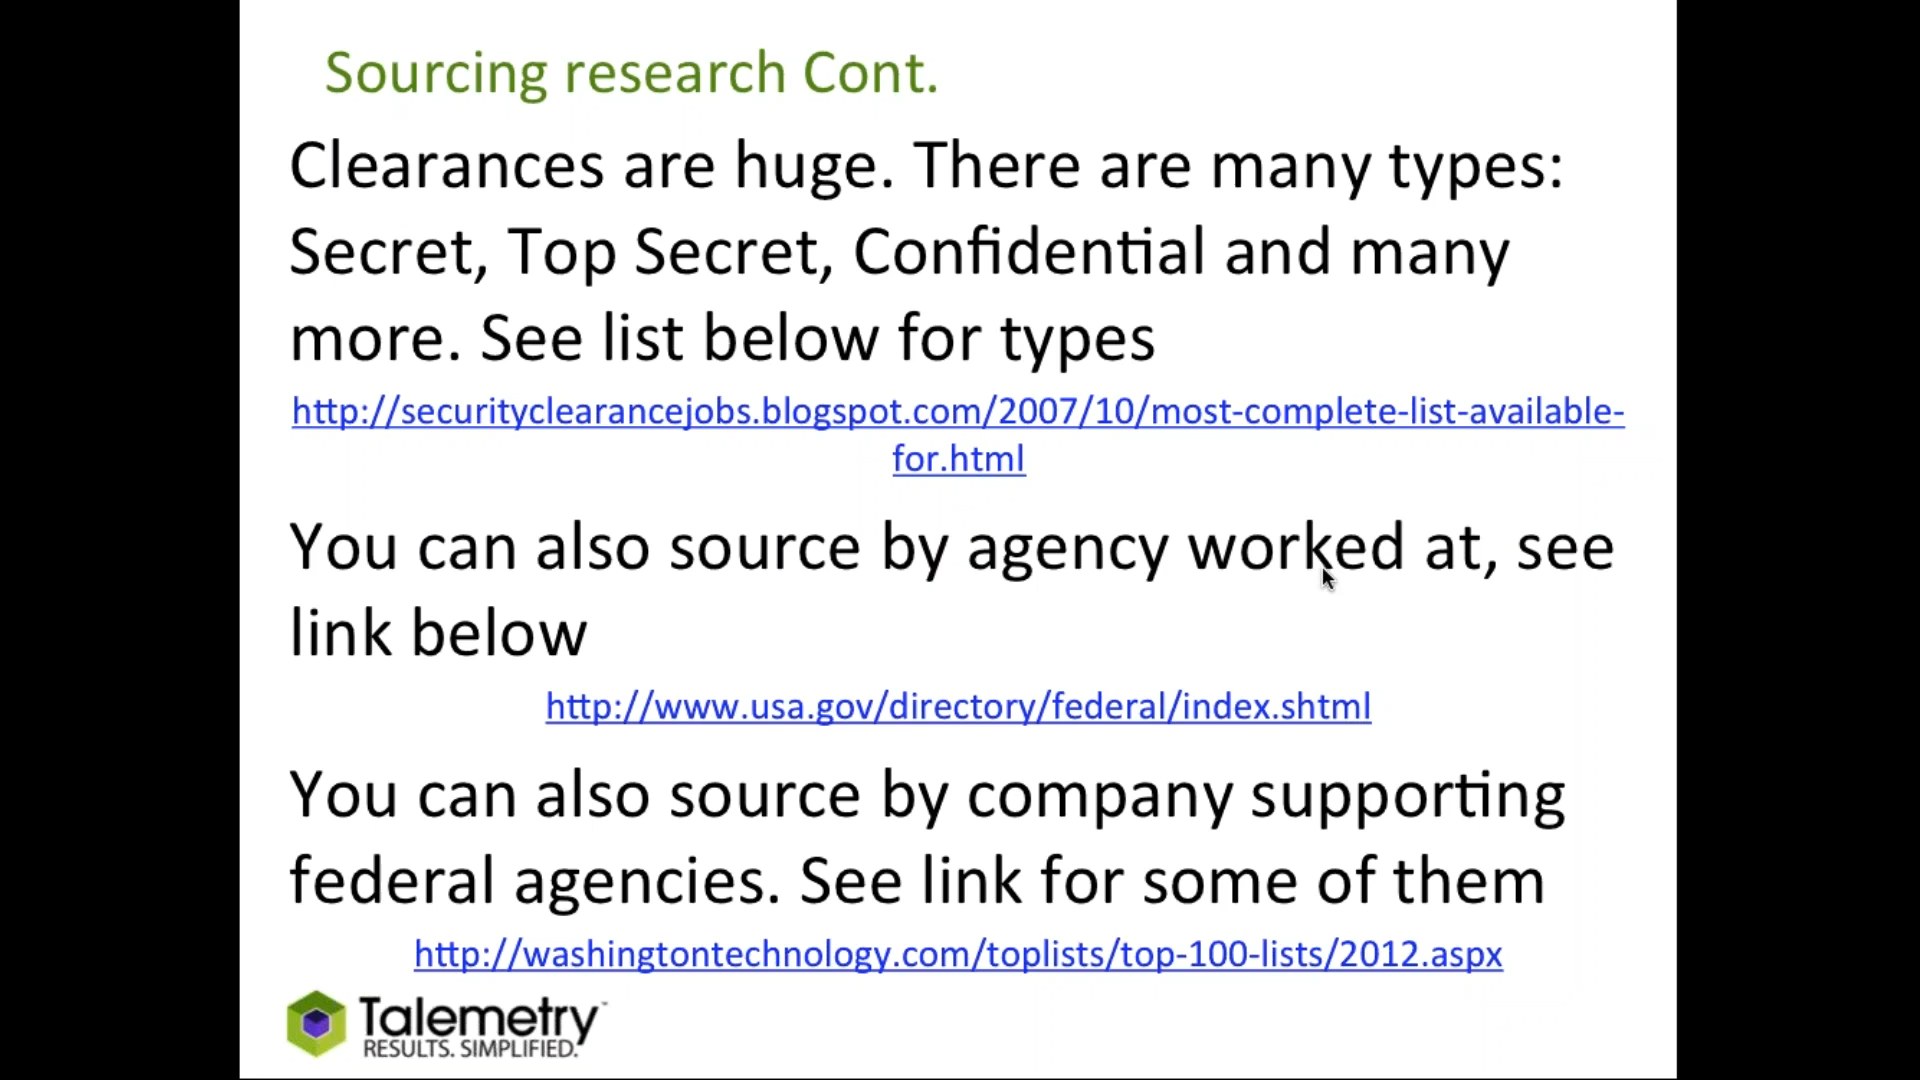 Sourcing research Cont.
Clearances are huge. There are many types:
Secret, Top Secret, Confidential and many
more. See list below for types
http://securityclearancejobs.blogspot.com/2007/10/most-complete-list-available-
for.html
You can also source by agency worked at, see
link below
http://www.usa.gov/directory/federal/index.shtml
You can also source by company supporting
federal agencies. See link for some of them
http://washingtontechnology.com/toplists/top-100-lists/2012.aspx
Talemetry™
RESULTS. SIMPLIFIED.